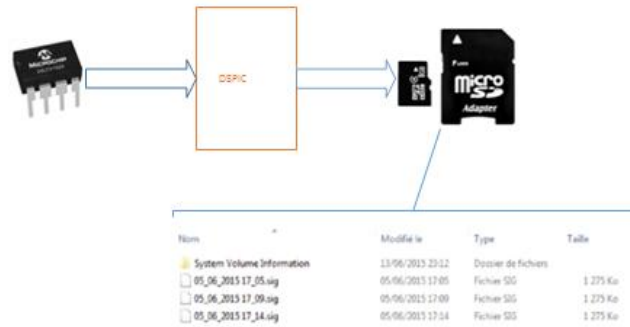 MICROCHIP
DSPIC
Micro
SD
Adapter
Nom Modifié le Type Taille
System Volume Information 13/06/2015 23:12 Dossier de fichiers
05_06_2015 17_05.sig 05/06/2015 17:05 Fichier SIG 1 275 Ko
05_06_2015 17_09.sig 05/06/2015 17:09 Fichier SIG 1 275 Ko
05_06_2015 17_14.sig 05/06/2015 17:14 Fichier SIG 1 275 Ko